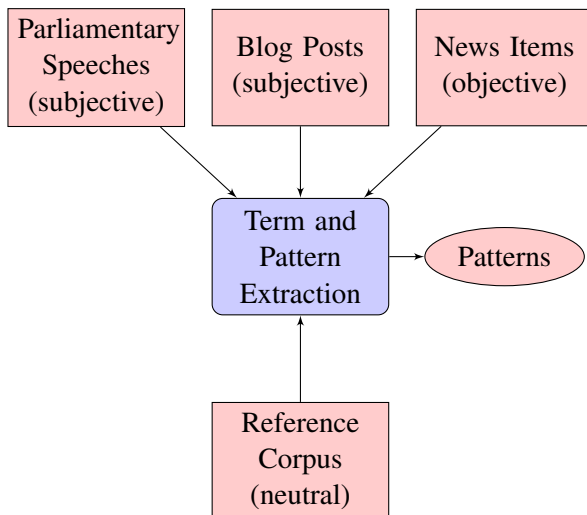 Parliamentary
Speeches
(subjective)
Blog Posts
(subjective)
News Items
(objective)
Term and
Pattern
Extraction
Patterns
Reference
Corpus
(neutral)